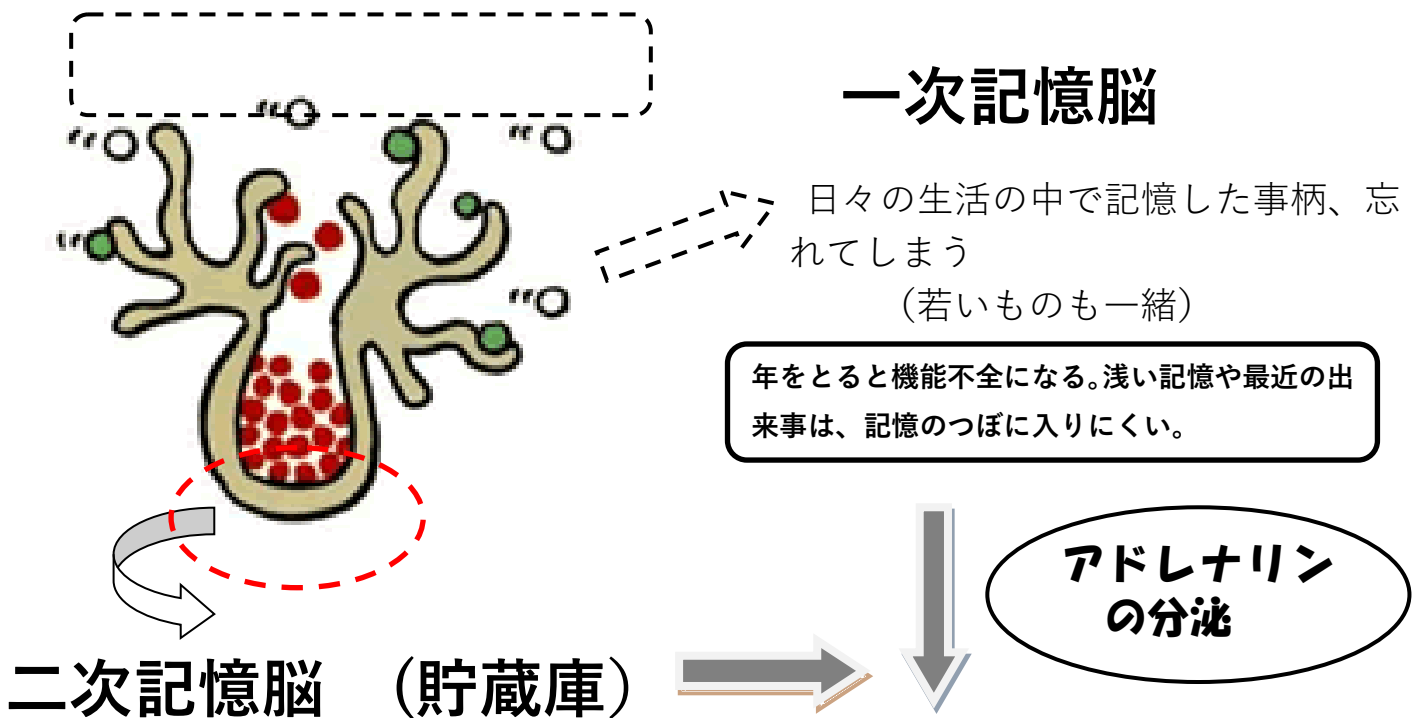 一次記憶脳
日々の生活の中で記憶した事柄、忘
れてしまう
（若いものも一緒）
年をとると機能不全になる。浅い記憶や最近の出
来事は、記憶のつぼに入りにくい。
アドレナリン
の分泌
二次記憶脳　（貯蔵庫）